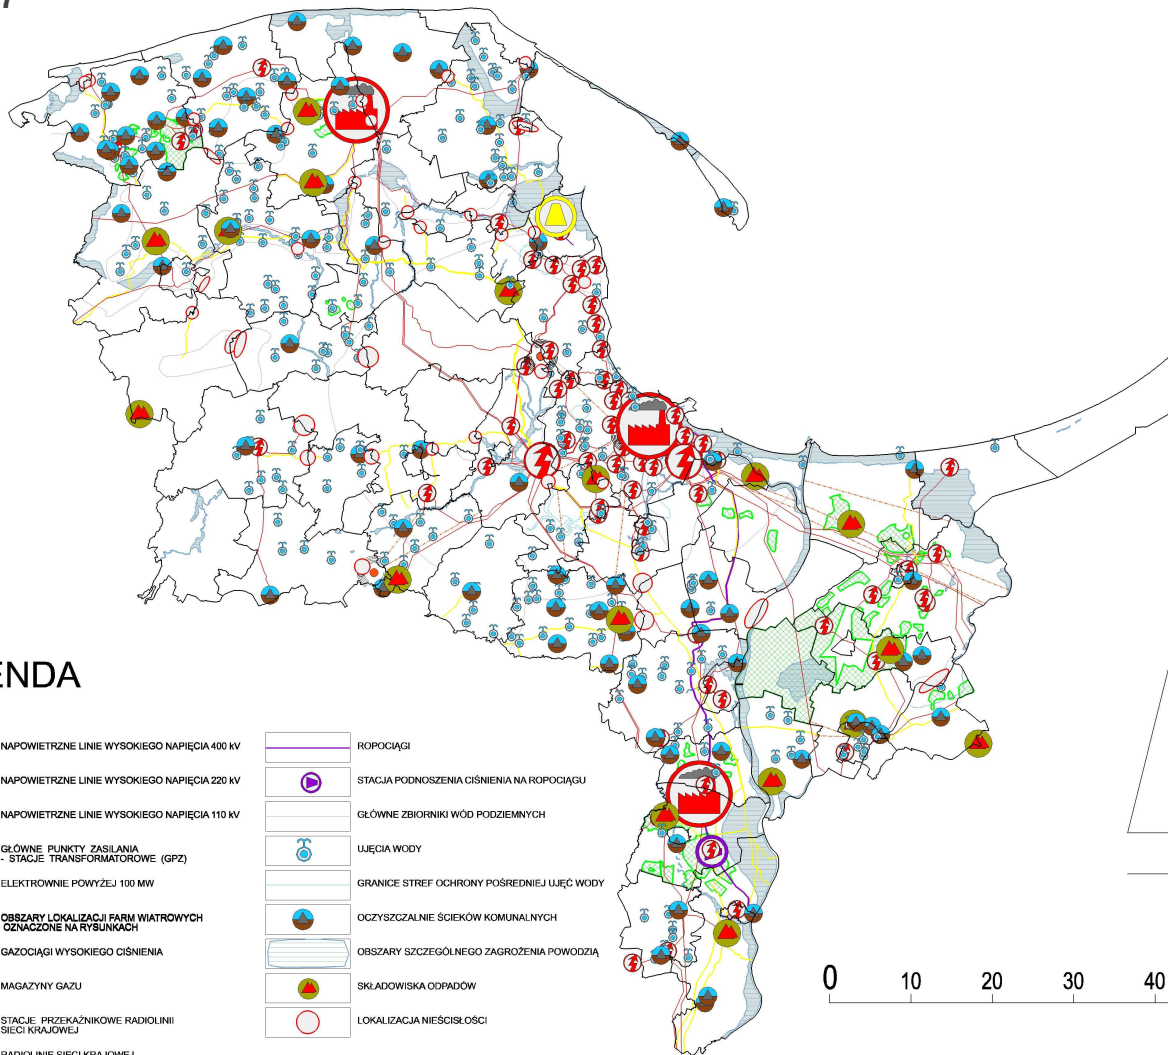 ENDA
NAPOWIETRZNE LINIE WYSOKIEGO NAPIĘCIA 400 kV
NAPOWIETRZNE LINIE WYSOKIEGO NAPIĘCIA 220 kV
NAPOWIETRZNE LINIE WYSOKIEGO NAPIĘCIA 110 kV
GŁÓWNE PUNKTY ZASILANIA
- STACJE TRANSFORMATOROWE (GPZ)
ELEKTROWNIE POWYŻEJ 100 MW
OBSZARY LOKALIZACJI FARM WIATROWYCH
OZNACZONE NA RYSUNKACH
GAZOCIĄGI WYSOKIEGO CIŚNIENIA
MAGAZYNY GAZU
STACJE PRZEKAŹNIKOWE RADIOLINII
SIECI KRAJOWEJ
RADIOLINIE SIECI KRAJOWEJ
ROPOCIĄGI
STACJA PODNOSZENIA CIŚNIENIA NA ROPOCIĄGU
GŁÓWNE ZBIORNIKI WÓD PODZIEMNYCH
UJĘCIA WODY
GRANICE STREF OCHRONY POŚREDNIEJ UJĘĆ WODY
OCZYSZCZALNIE ŚCIEKÓW KOMUNALNYCH
OBSZARY SZCZEGÓLNEGO ZAGROŻENIA POWODZIĄ
SKŁADOWISKA ODPADÓW
LOKALIZACJA NIEŚCISŁOŚCI
0 10 20 30 40